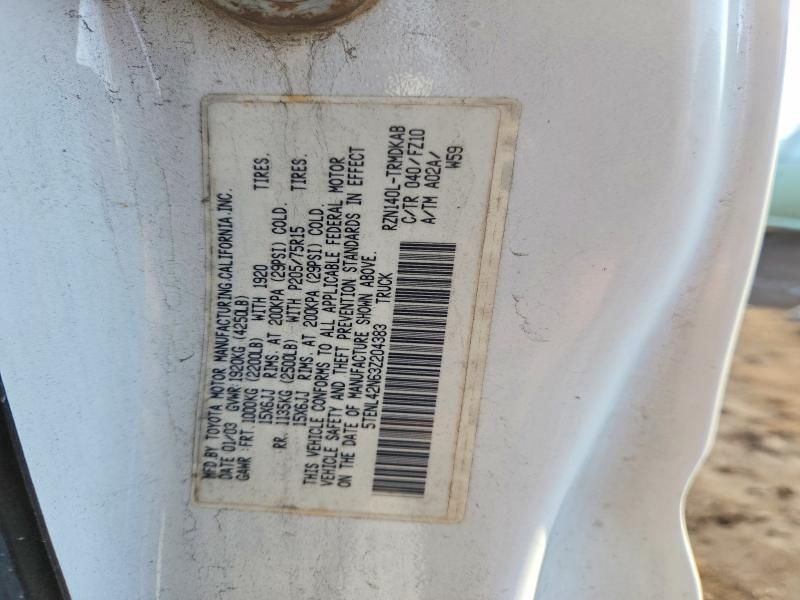 MFD.BY TOYOTA MOTOR MANUFACTURING CALIFORNIA.INC.
DATE 01/03 GVWR:1920KG (4250LB)
GAWR :FRT.1000KG (2200LB) WITH 1920 TIRES.
15X6JJ RIMS. AT 200KPA (29PSI) COLD.
RR. 1135KG (2500LB) WITH P205/75R15 TIRES.
15X6JJ RIMS. AT 200KPA (29PSI) COLD.
THIS VEHICLE CONFORMS TO ALL APPLICABLE FEDERAL MOTOR
VEHICLE SAFETY AND THEFT PREVENTION STANDARDS IN EFFECT
ON THE DATE OF MANUFACTURE SHOWN ABOVE.
5TENL42N63Z204383 TRUCK
RZN140L-TRMDKAB
C/TR 040/FZ10
A/TM A02A/
W59